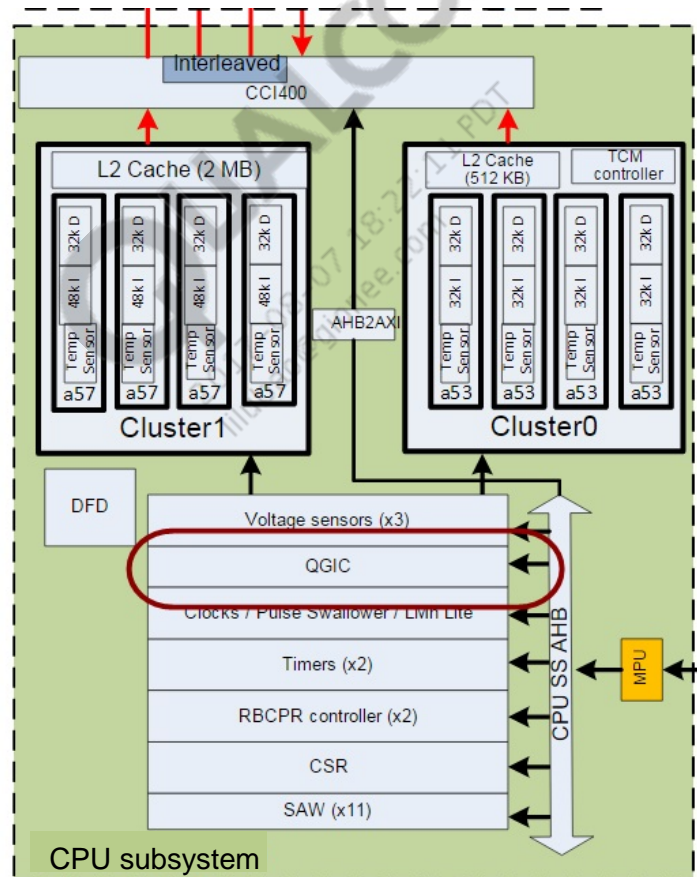 Interleaved
CCI400
L2 Cache (2 MB)
32k D
32k D
32k D
32k D
48k I
48k I
48k I
48k I
Temp
Sensor
Temp
Sensor
Temp
Sensor
Temp
Sensor
a57
a57
a57
a57
Cluster1
AHB2AXI
L2 Cache
(512 KB)
TCM
controller
32k D
32k D
32k D
32k D
32k I
32k I
32k I
32k I
Temp
Sensor
Temp
Sensor
Temp
Sensor
Temp
Sensor
a53
a53
a53
a53
Cluster0
DFD
Voltage sensors (x3)
QGIC
Clocks / Pulse Swallower / LMh Lite
Timers (x2)
RBCPR controller (x2)
CSR
SAW (x11)
CPU SS AHB
MPU
CPU subsystem